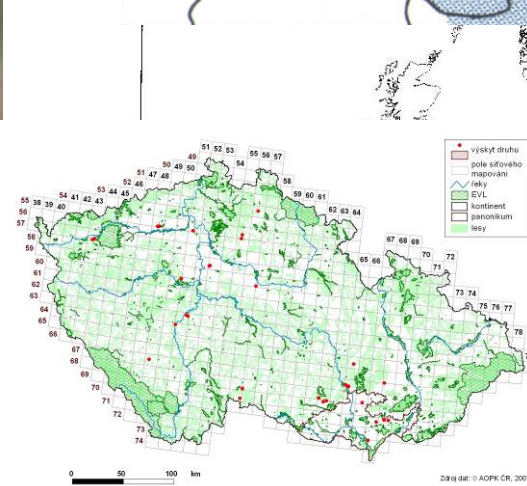 49 51 52 53 54 55 56 57
50
51 47 48 49 50 58
52 46 59 60 61
53 44 45 62 63 64
54 41 42 43
55 38 39 40 67 68 69
56 65 66 70 71 72
57
58 73 74
59 75 76 77
60 78
61
62
63
64
65
66
67
68
69
70
71
72
73
74
výskyt druhu
pole síťového
mapování
řeky
EVL
kontinent
panonikum
lesy
0 50 100 km
Zdroj dat: © AOPK ČR, 200